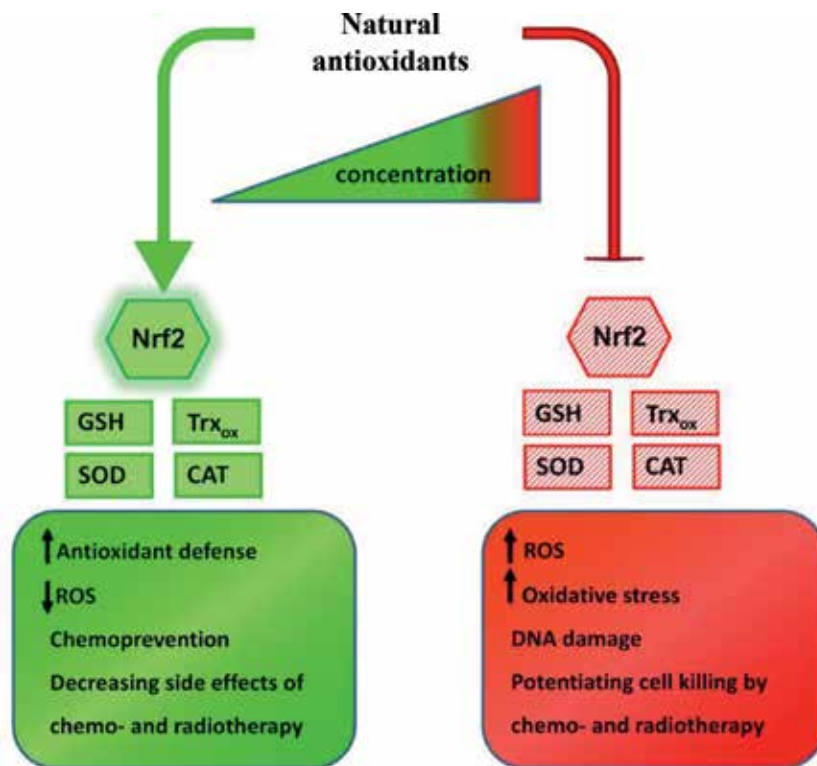 Natural
antioxidants
concentration
Nrf2
GSH
Trxox
SOD
CAT
Antioxidant defense
ROS
Chemoprevention
Decreasing side effects of
chemo- and radiotherapy
Nrf2
GSH
Trxox
SOD
CAT
ROS
Oxidative stress
DNA damage
Potentiating cell killing by
chemo- and radiotherapy